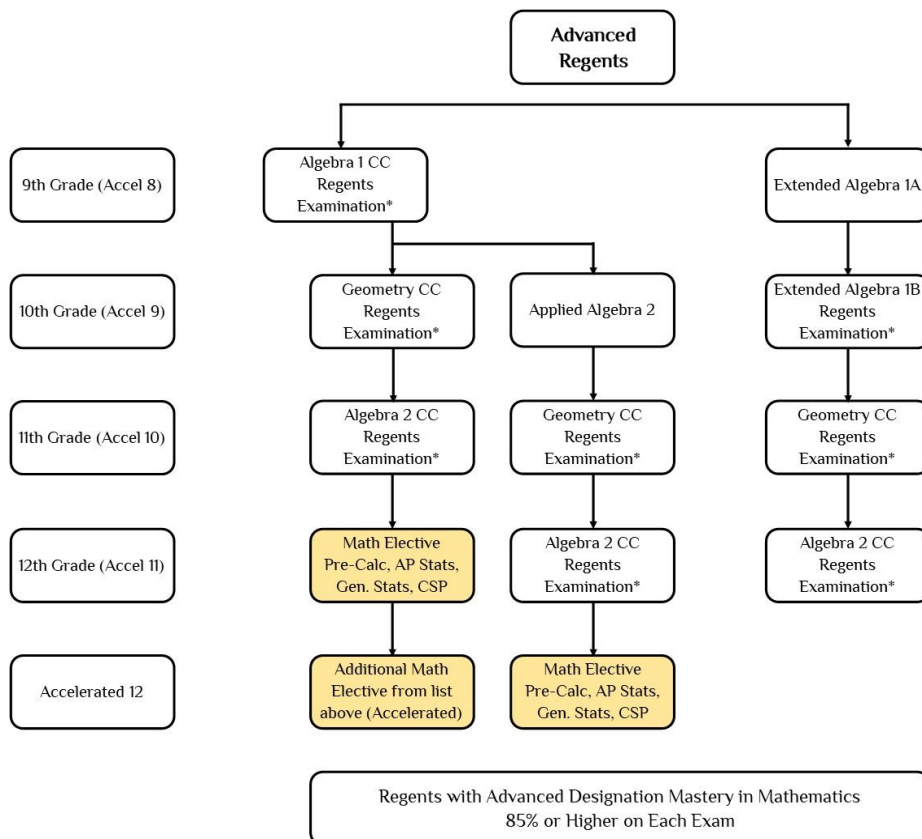 Advanced
Regents
9th Grade (Accel 8)
Algebra 1 CC
Regents
Examination*
Extended Algebra 1A
10th Grade (Accel 9)
Geometry CC
Regents
Examination*
Applied Algebra 2
Extended Algebra 1B
Regents
Examination*
11th Grade (Accel 10)
Algebra 2 CC
Regents
Examination*
Geometry CC
Regents
Examination*
Geometry CC
Regents
Examination*
12th Grade (Accel 11)
Math Elective
Pre-Calc, AP Stats,
Gen. Stats, CSP
Algebra 2 CC
Regents
Examination*
Algebra 2 CC
Regents
Examination*
Accelerated 12
Additional Math
Elective from list
above (Accelerated)
Math Elective
Pre-Calc, AP Stats,
Gen. Stats, CSP
Regents with Advanced Designation Mastery in Mathematics
85% or Higher on Each Exam